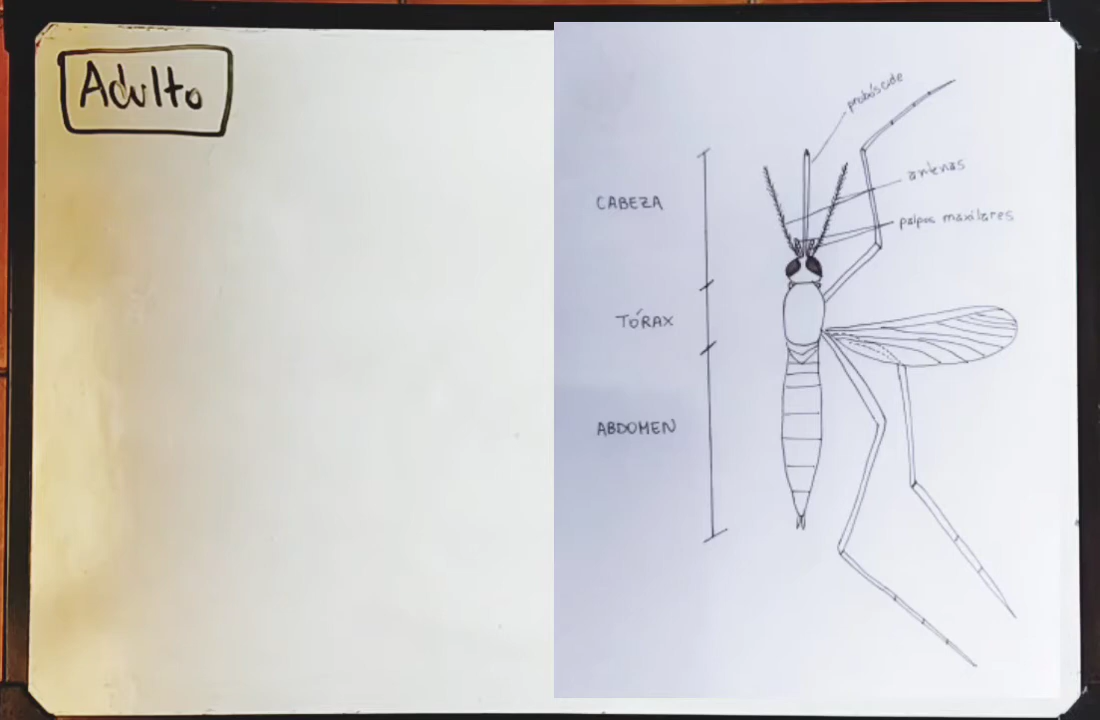 Adulto
probóscide
antenas
palpos maxilares
CABEZA
TÓRAX
ABDOMEN